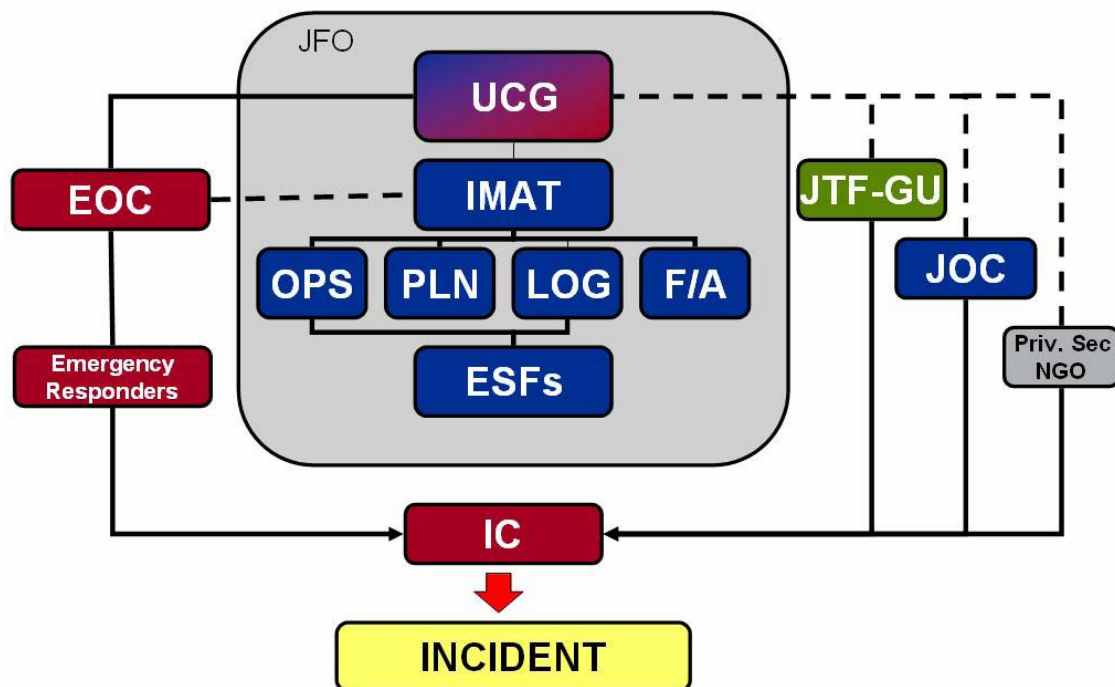 JFO
UCG
EOC
IMAT
JTF-GU
OPS
PLN
LOG
F/A
JOC
Emergency
Responders
ESFs
Priv. Sec
NGO
IC
INCIDENT